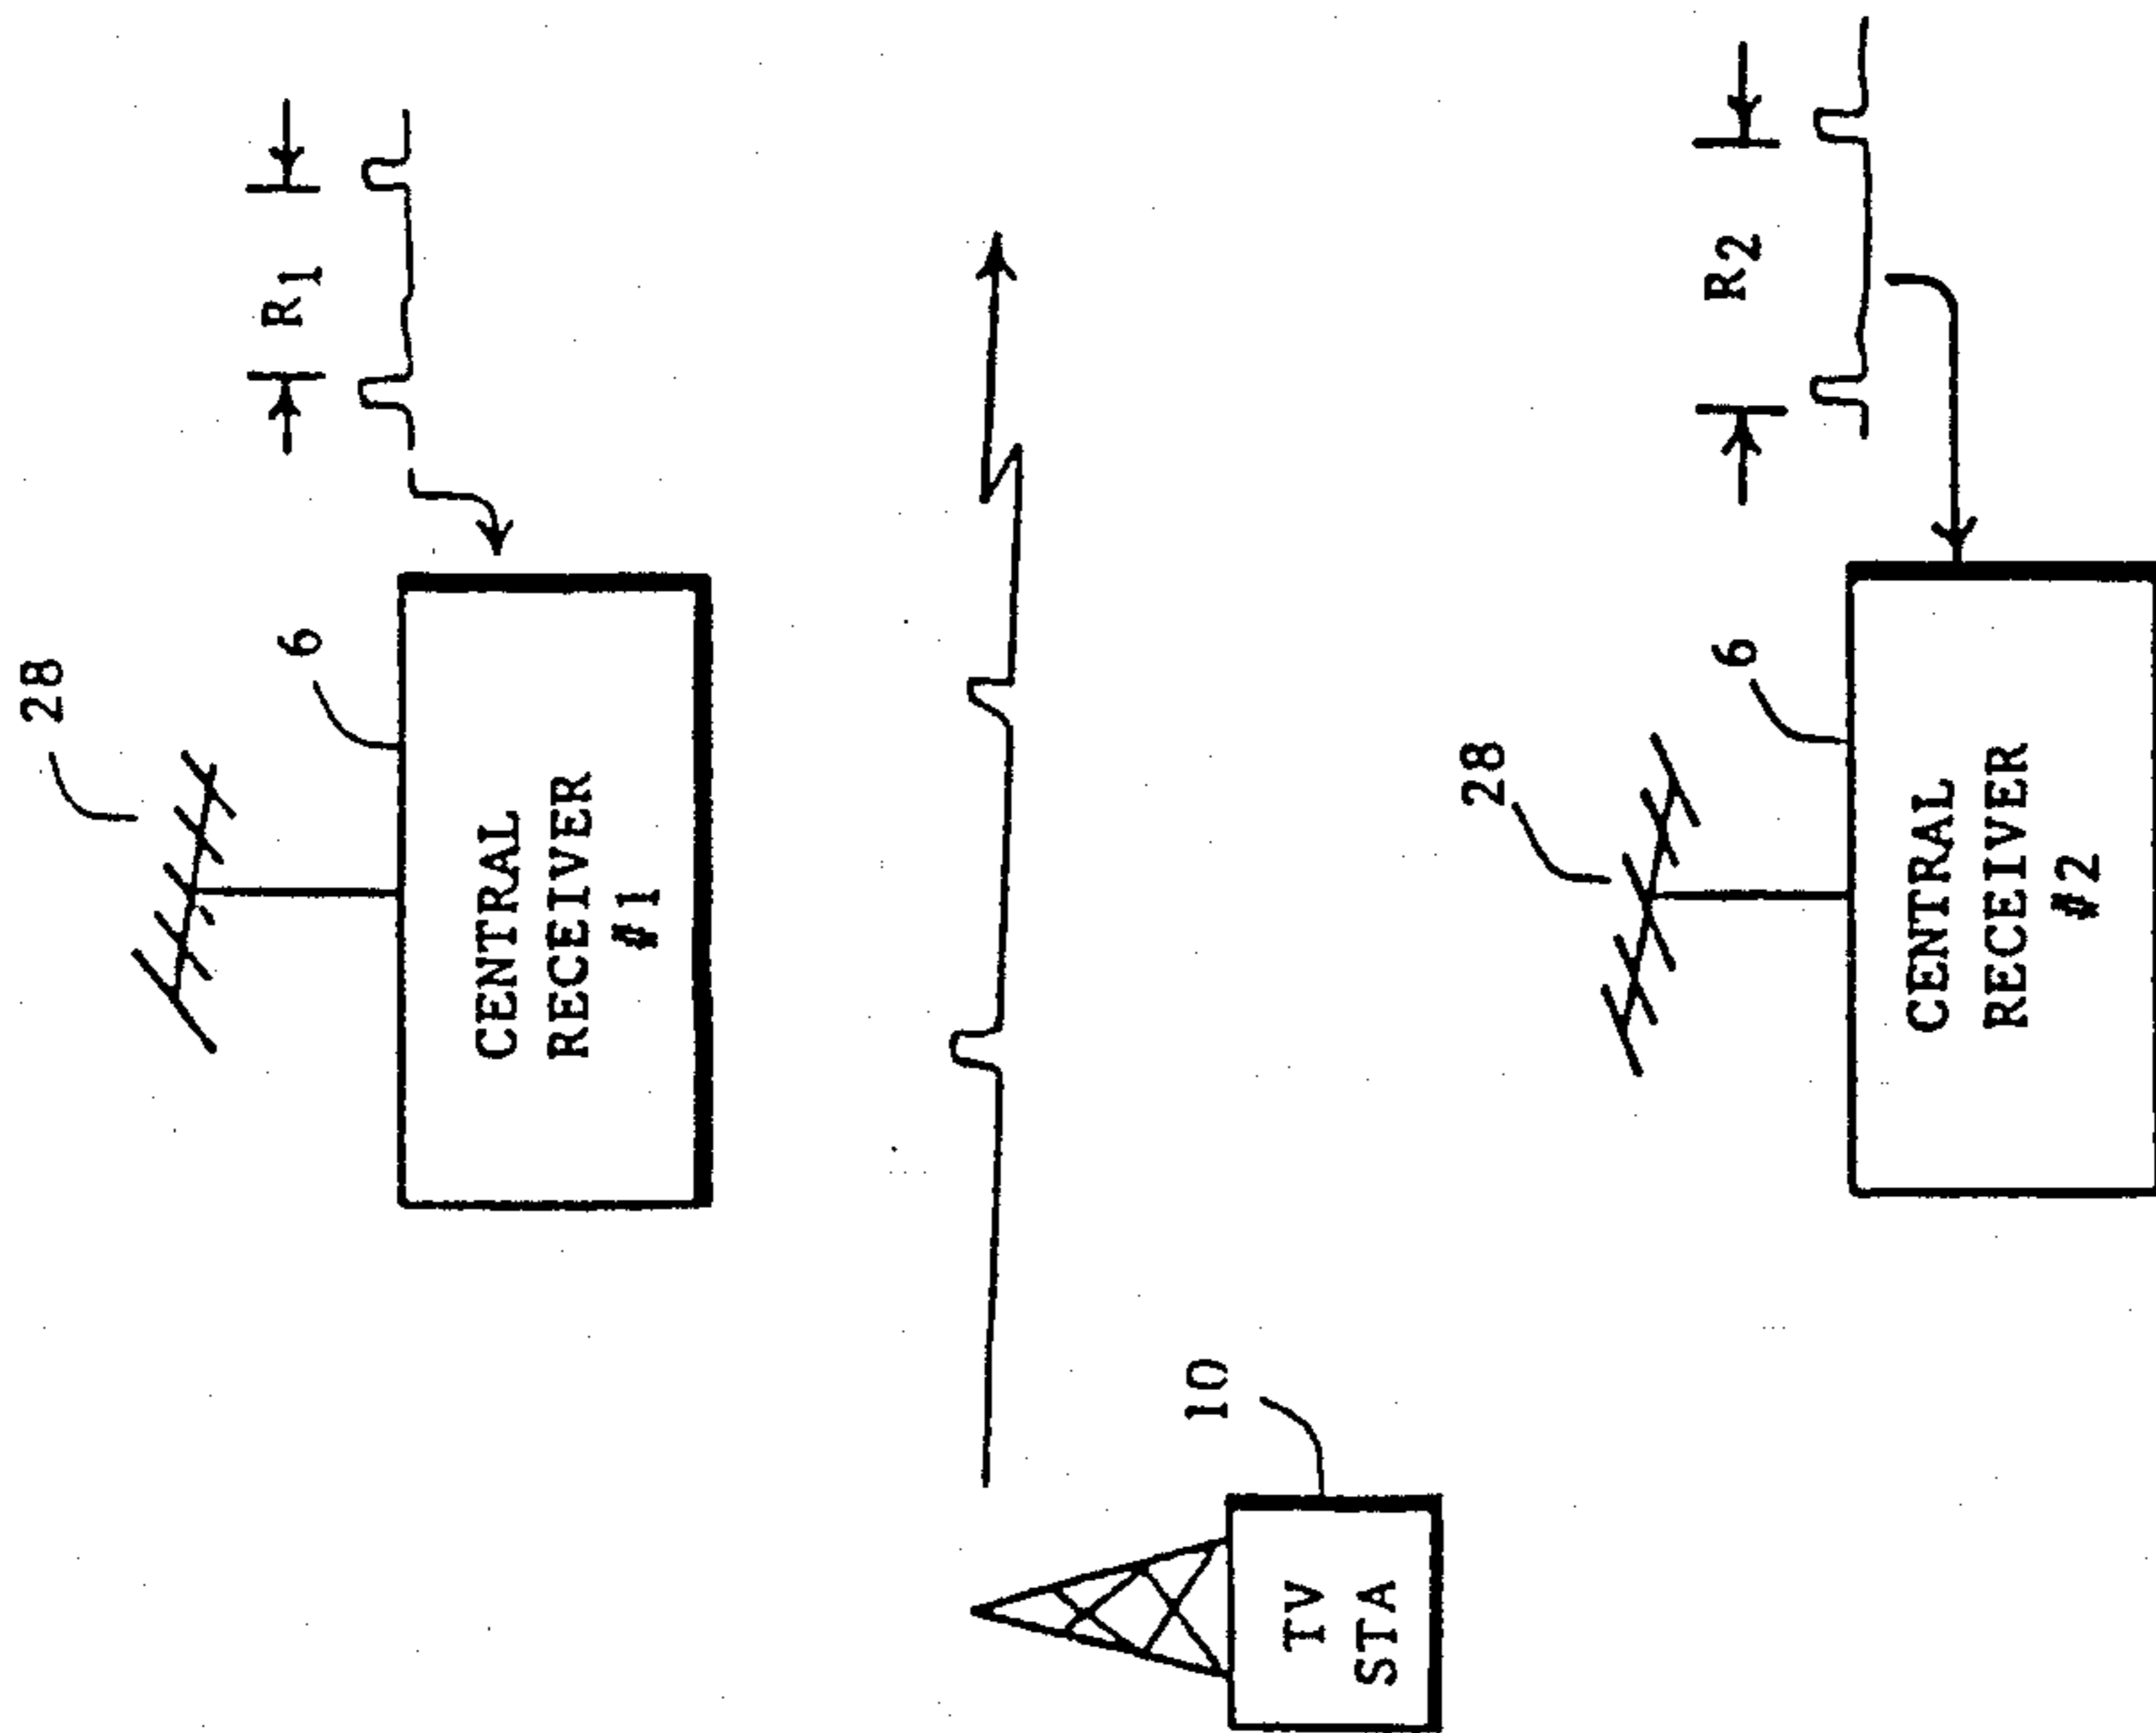 28
6
R1
CENTRAL
RECEIVER
#1
10
TV
STA
28
6
R2
CENTRAL
RECEIVER
#2